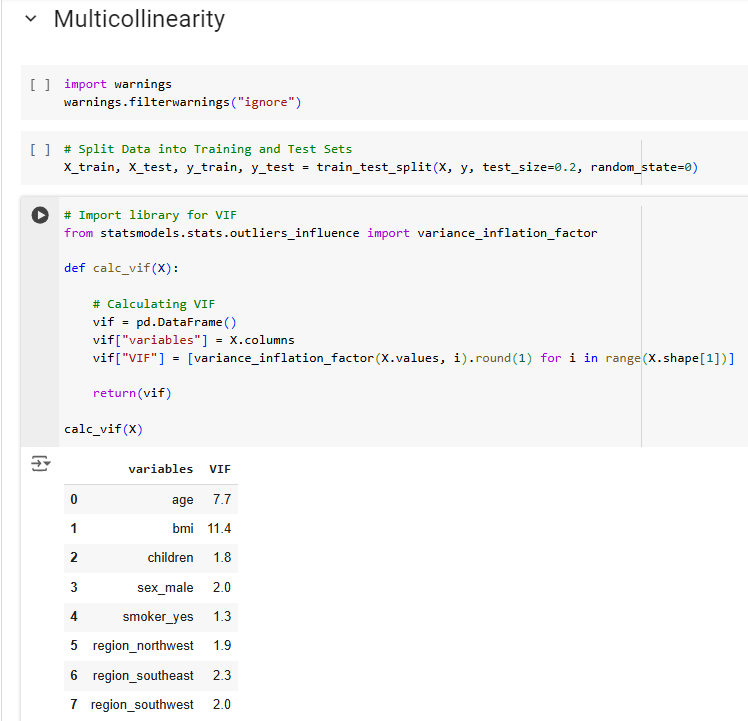 Multicollinearity
[ ] import warnings
warnings.filterwarnings("ignore")
[ ] # Split Data into Training and Test Sets
X_train, X_test, y_train, y_test = train_test_split(X, y, test_size=0.2, random_state=0)
# Import library for VIF
from statsmodels.stats.outliers_influence import variance_inflation_factor
def calc_vif(X):
# Calculating VIF
vif = pd.DataFrame()
vif["variables"] = X.columns
vif["VIF"] = [variance_inflation_factor(X.values, i).round(1) for i in range(X.shape[1])]
return(vif)
calc_vif(X)
variables VIF
0 age 7.7
1 bmi 11.4
2 children 1.8
3 sex_male 2.0
4 smoker_yes 1.3
5 region_northwest 1.9
6 region_southeast 2.3
7 region_southwest 2.0